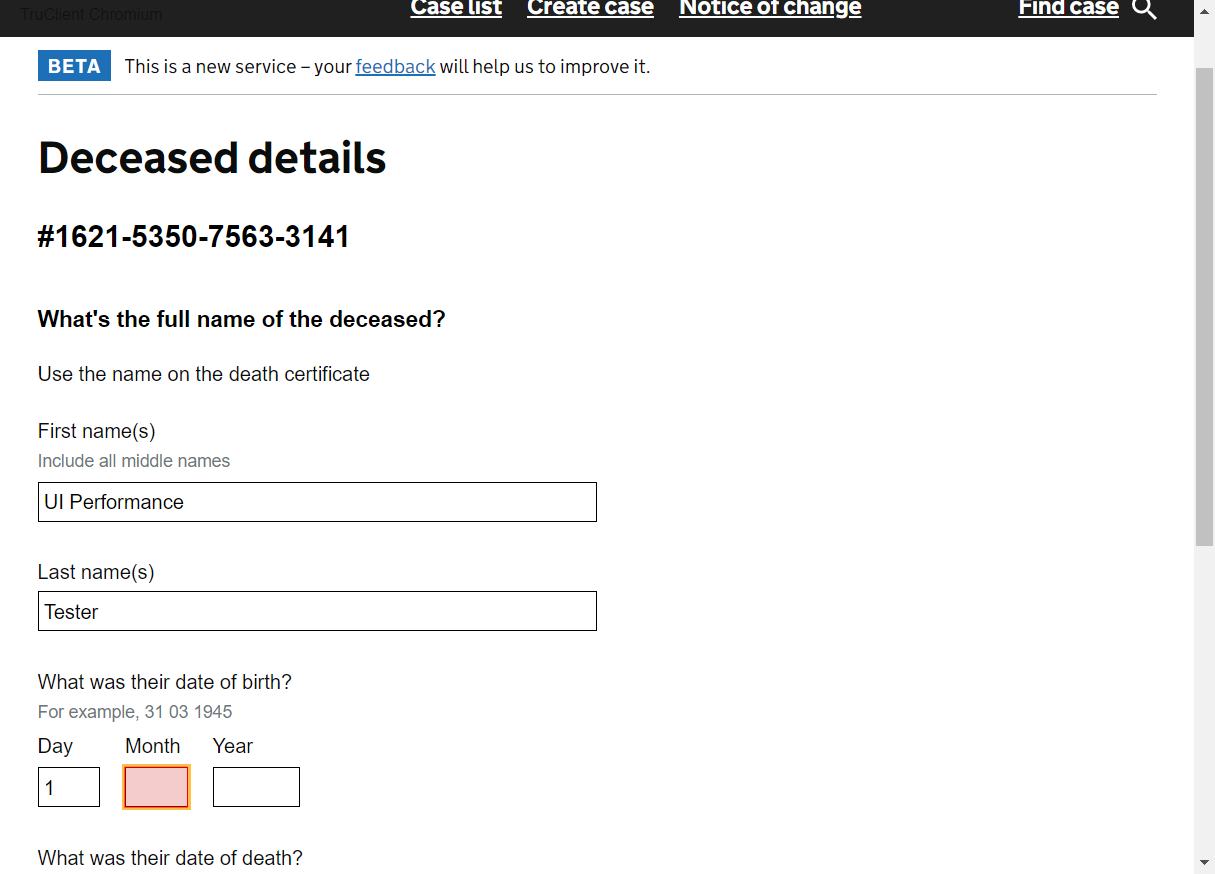 TruClient Chromium
Case list Create case Notice of change Find case
BETA This is a new service – your feedback will help us to improve it.
Deceased details
#1621-5350-7563-3141
What's the full name of the deceased?
Use the name on the death certificate
First name(s)
Include all middle names
UI Performance
Last name(s)
Tester
What was their date of birth?
For example, 31 03 1945
Day Month Year
1
What was their date of death?